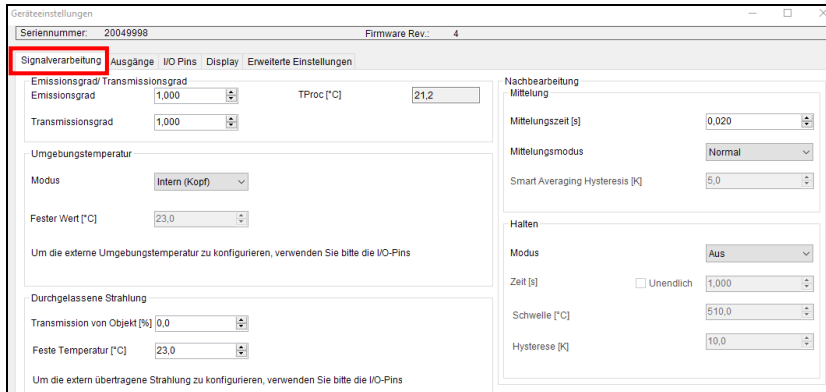 Geräteeinstellungen
Seriennummer: 20049998 Firmware Rev.: 4
Signalverarbeitung Ausgänge I/O Pins Display Erweiterte Einstellungen
Emissionsgrad/ Transmissionsgrad
Emissionsgrad 1,000 TProc [°C] 21,2
Transmissionsgrad 1,000
Umgebungstemperatur
Modus Intern (Kopf)
Fester Wert [°C] 23,0
Um die externe Umgebungstemperatur zu konfigurieren, verwenden Sie bitte die I/O-Pins
Durchgelassene Strahlung
Transmission von Objekt [%] 0,0
Feste Temperatur [°C] 23,0
Um die extern übertragene Strahlung zu konfigurieren, verwenden Sie bitte die I/O-Pins
Nachbearbeitung
Mittelung
Mittelungszeit [s] 0,020
Mittelungsmodus Normal
Smart Averaging Hysteresis [K] 5,0
Halten
Modus Aus
Zeit [s] Unendlich 1,000
Schwelle [°C] 510,0
Hysterese [K] 10,0